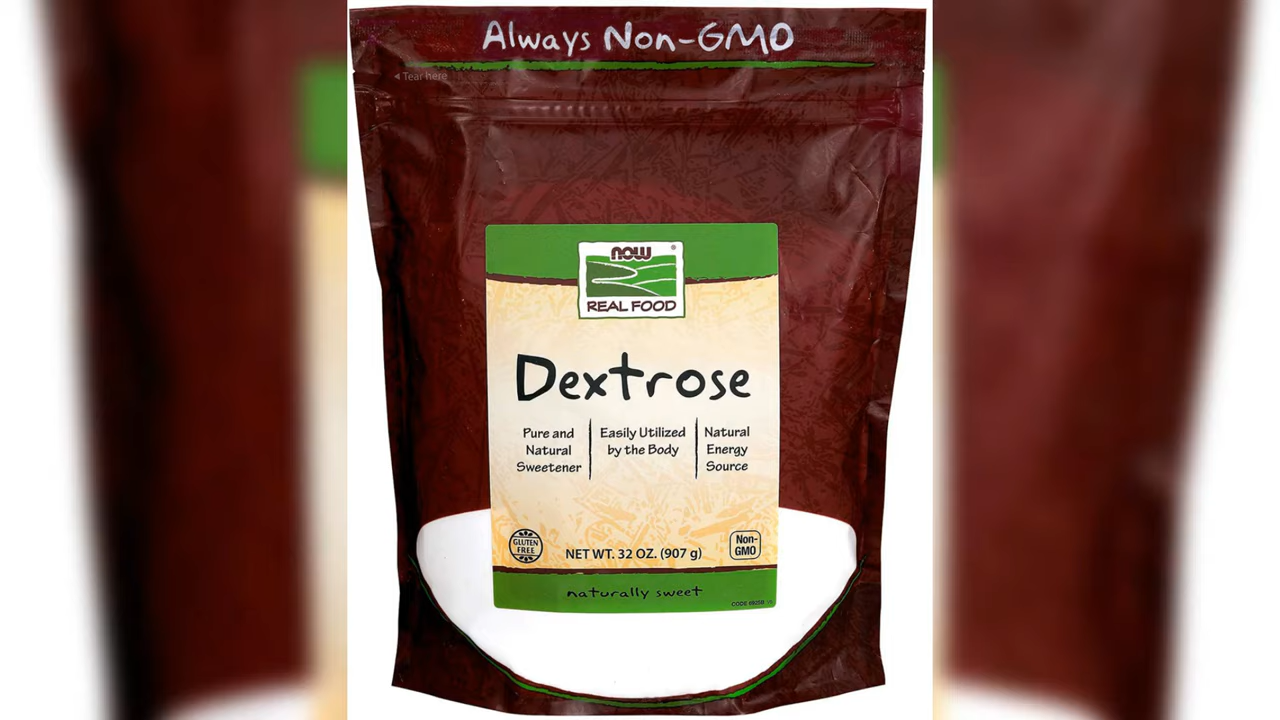 Always Non-GMO
Tear here
now
REAL FOOD
Dextrose
Pure and
Natural
Sweetener
Easily Utilized
by the Body
Natural
Energy
Source
GLUTEN
FREE
NET WT. 32 OZ. (907 g)
Non-
GMO
naturally sweet